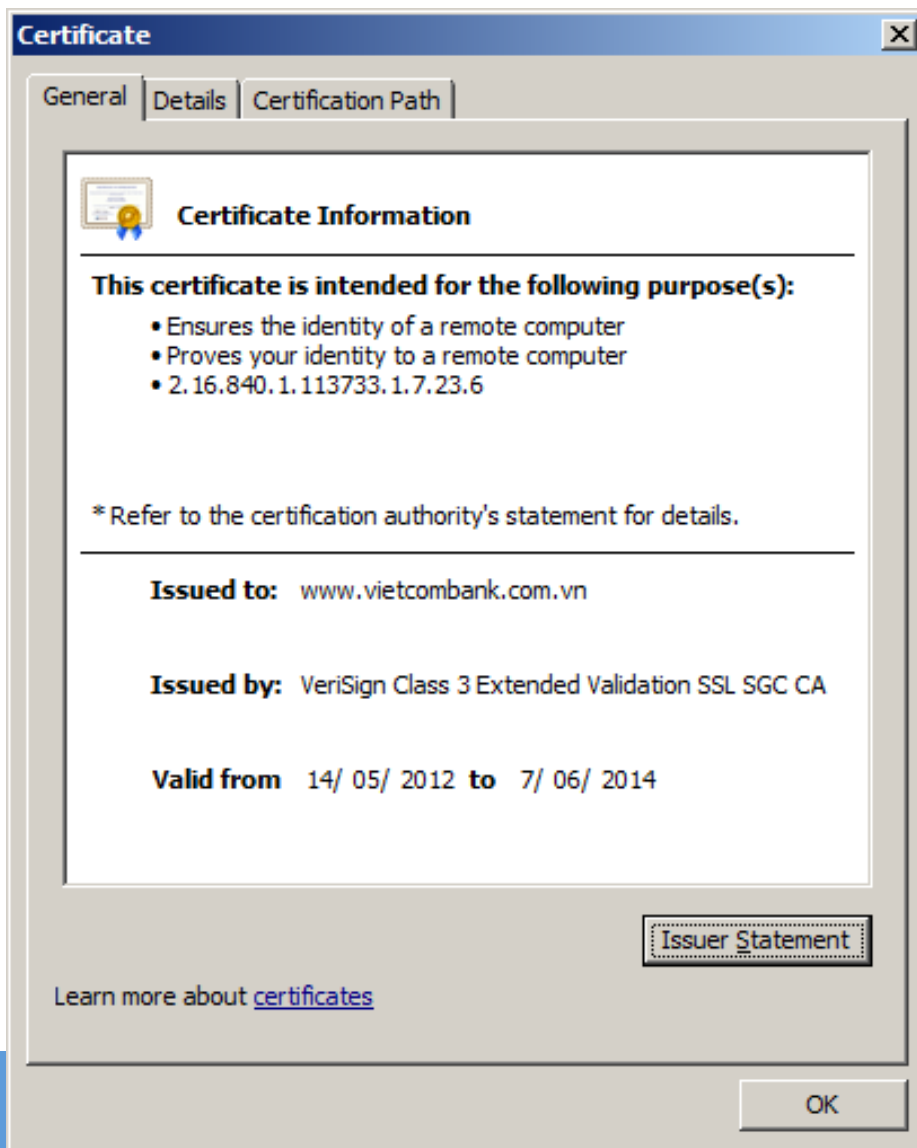 Certificate
General Details Certification Path
Certificate Information
This certificate is intended for the following purpose(s):
• Ensures the identity of a remote computer
• Proves your identity to a remote computer
• 2.16.840.1.113733.1.7.23.6
* Refer to the certification authority's statement for details.
Issued to: www.vietcombank.com.vn
Issued by: VeriSign Class 3 Extended Validation SSL SGC CA
Valid from 14/ 05/ 2012 to 7/ 06/ 2014
Issuer Statement
Learn more about certificates
OK